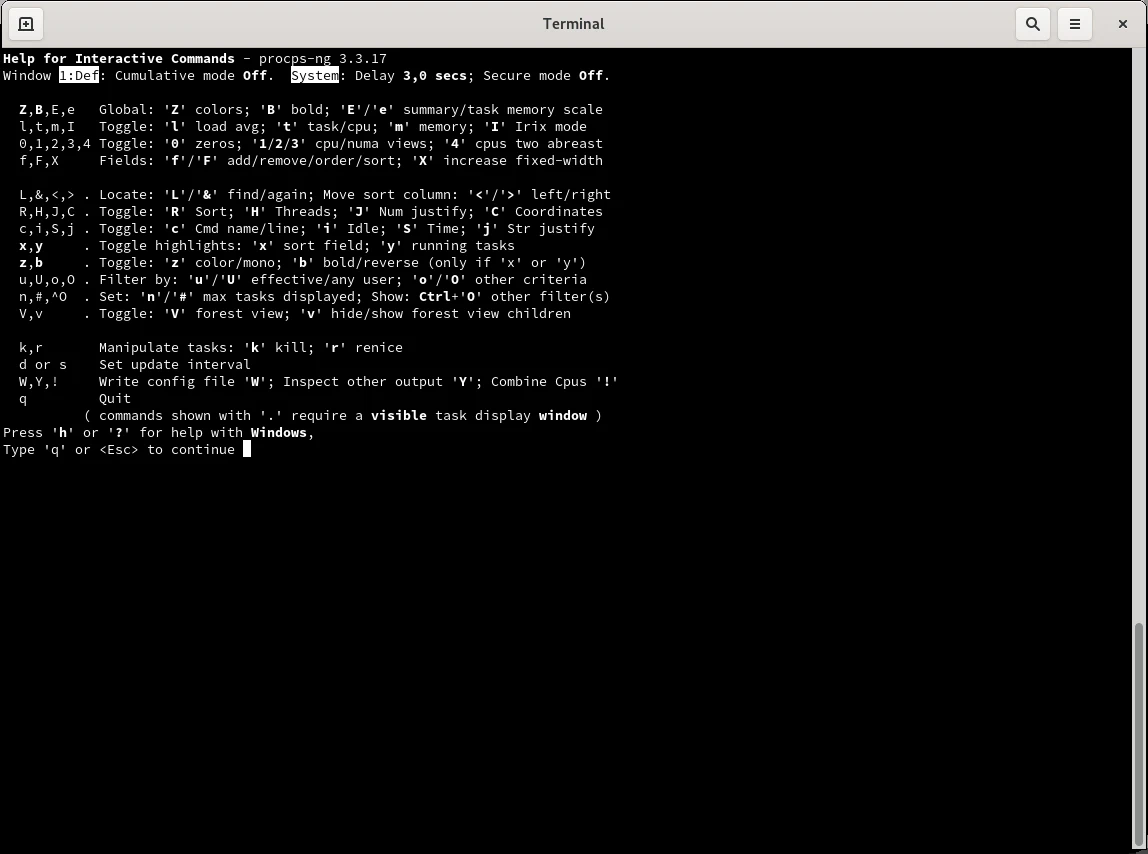 Terminal
Help for Interactive Commands - procps-ng 3.3.17
Window 1:Def: Cumulative mode Off.  System: Delay 3,0 secs; Secure mode Off.

  Z,B,E,e   Global: 'Z' colors; 'B' bold; 'E'/'e' summary/task memory scale
  l,t,m,I   Toggle: 'l' load avg; 't' task/cpu; 'm' memory; 'I' Irix mode
  0,1,2,3,4 Toggle: '0' zeros; '1/2/3' cpu/numa views; '4' cpus two abreast
  f,F,X     Fields: 'f'/'F' add/remove/order/sort; 'X' increase fixed-width

  L,&,<,> . Locate: 'L'/'&' find/again; Move sort column: '<'/'>' left/right
  R,H,J,C . Toggle: 'R' Sort; 'H' Threads; 'J' Num justify; 'C' Coordinates
  c,i,S,j . Toggle: 'c' Cmd name/line; 'i' Idle; 'S' Time; 'j' Str justify
  x,y     . Toggle highlights: 'x' sort field; 'y' running tasks
  z,b     . Toggle: 'z' color/mono; 'b' bold/reverse (only if 'x' or 'y')
  u,U,o,O . Filter by: 'u'/'U' effective/any user; 'o'/'O' other criteria
  n,#,^O  . Set: 'n'/'#' max tasks displayed; Show: Ctrl+'O' other filter(s)
  V,v     . Toggle: 'V' forest view; 'v' hide/show forest view children

  k,r       Manipulate tasks: 'k' kill; 'r' renice
  d or s    Set update interval
  W,Y,!     Write config file 'W'; Inspect other output 'Y'; Combine Cpus '!'
  q         Quit
          ( commands shown with '.' require a visible task display window )
Press 'h' or '?' for help with Windows,
Type 'q' or <Esc> to continue